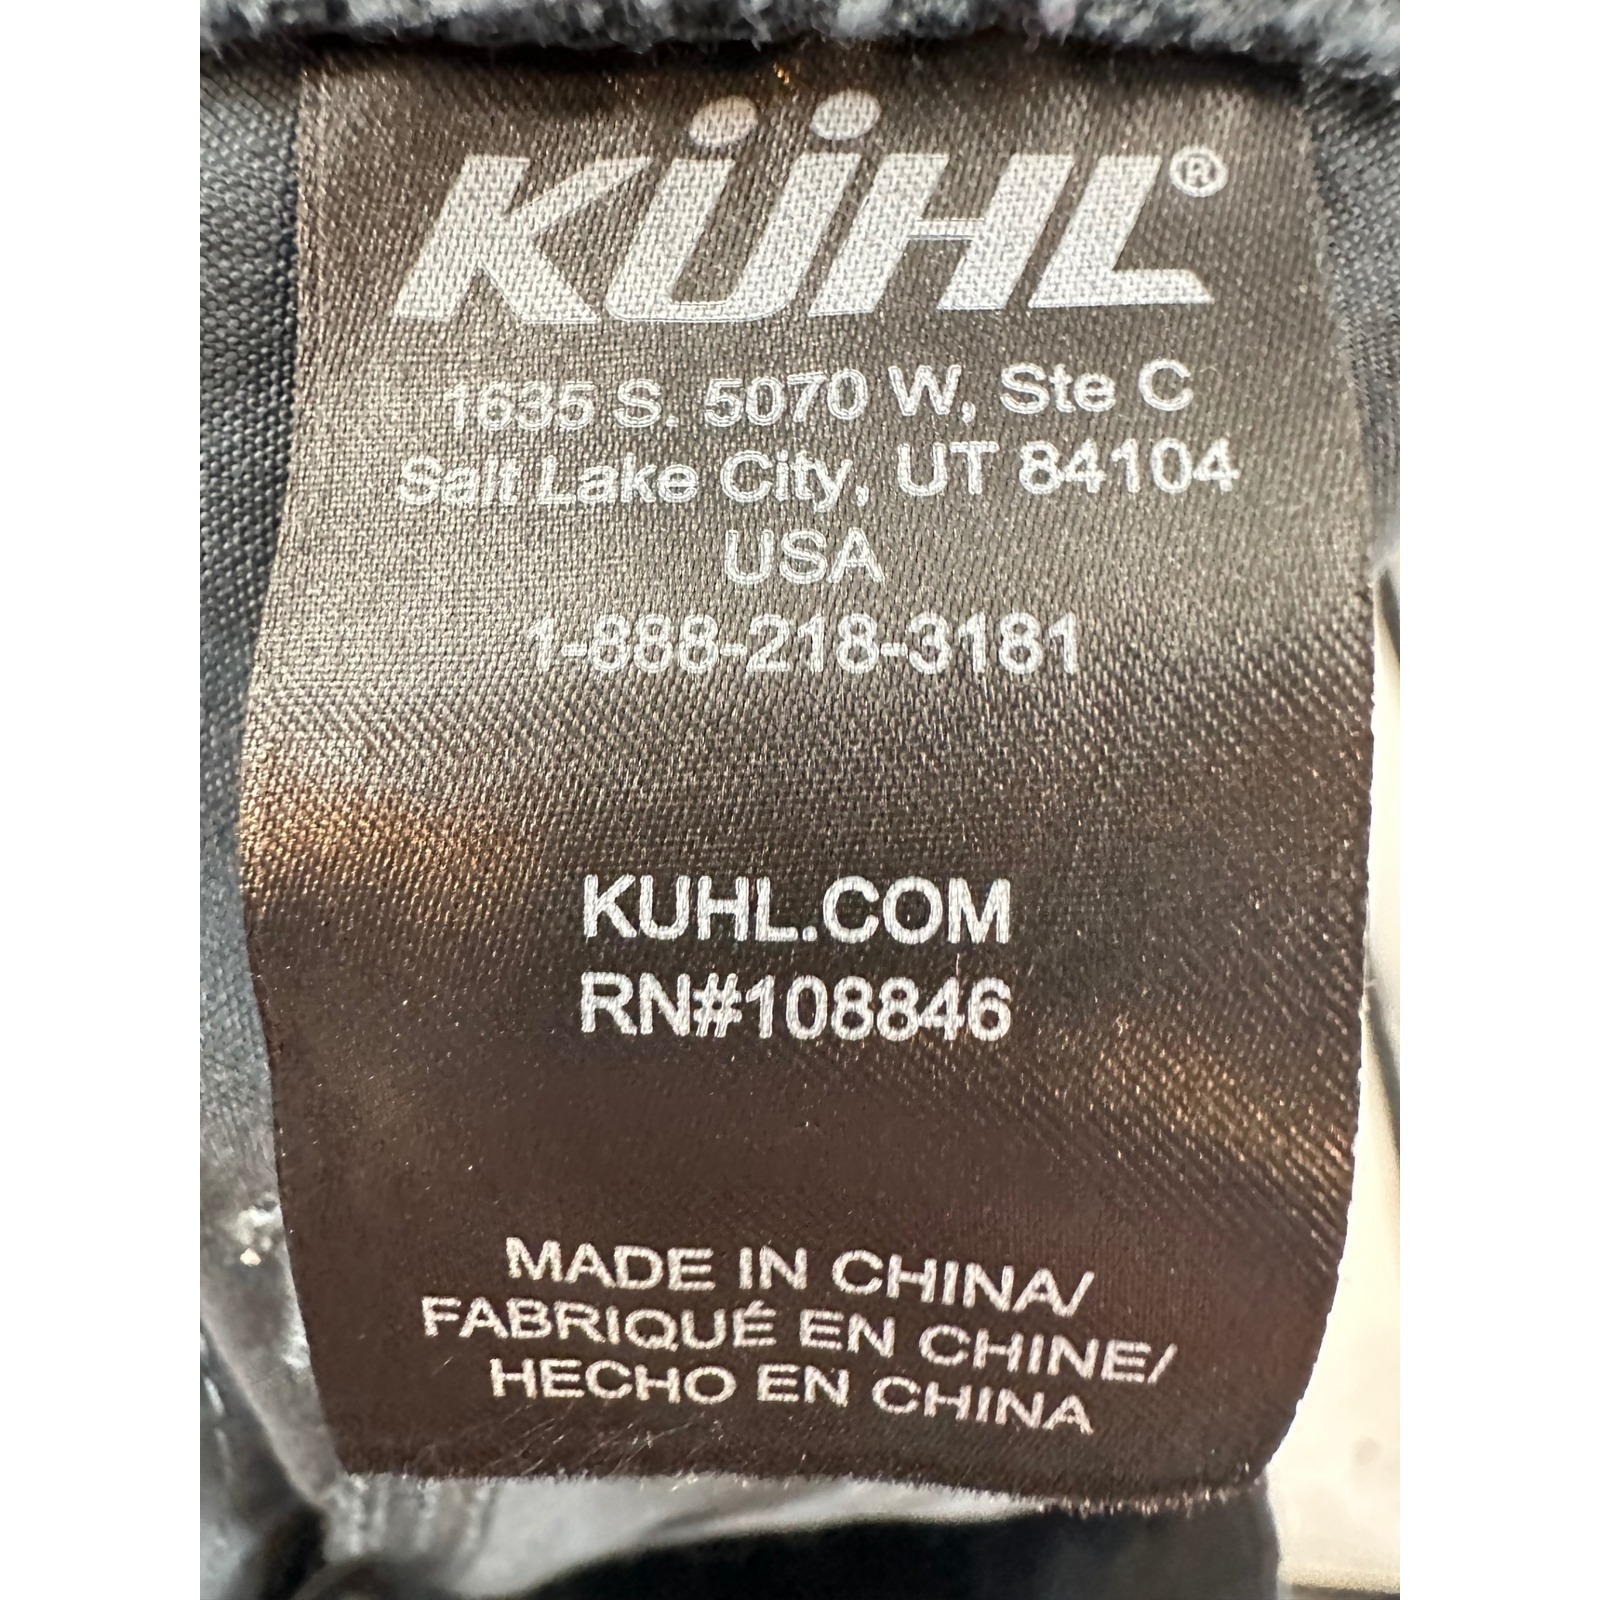 KÜHL®
1635 S. 5070 W, Ste C
Salt Lake City, UT 84104
USA
1-888-218-3181
KUHL.COM
RN#108846
MADE IN CHINA/
FABRIQUÉ EN CHINE/
HECHO EN CHINA